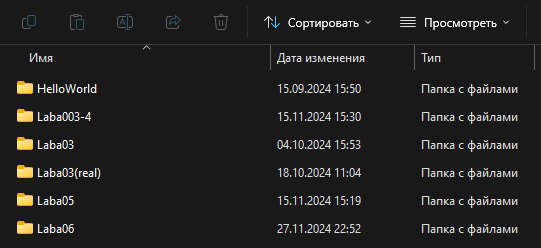 Сортировать Просмотреть
Имя Дата изменения Тип
HelloWorld 15.09.2024 15:50 Папка с файлами
Laba003-4 15.11.2024 15:30 Папка с файлами
Laba03 04.10.2024 15:53 Папка с файлами
Laba03(real) 18.10.2024 11:04 Папка с файлами
Laba05 15.11.2024 15:19 Папка с файлами
Laba06 27.11.2024 22:52 Папка с файлами